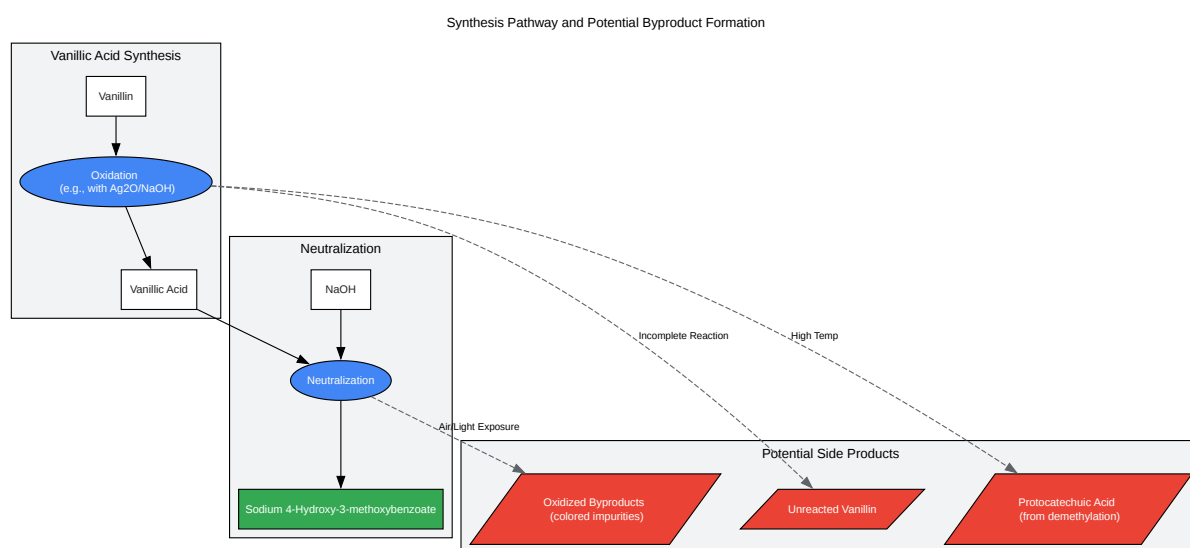 Synthesis Pathway and Potential Byproduct Formation
Vanillic Acid Synthesis
Vanillin
Oxidation
(e.g., with Ag2O/NaOH)
Vanillic Acid
Neutralization
NaOH
Neutralization
Sodium 4-Hydroxy-3-methoxybenzoate
Incomplete Reaction
High Temp
Air/Light Exposure
Potential Side Products
Oxidized Byproducts
(colored impurities)
Unreacted Vanillin
Protocatechuic Acid
(from demethylation)